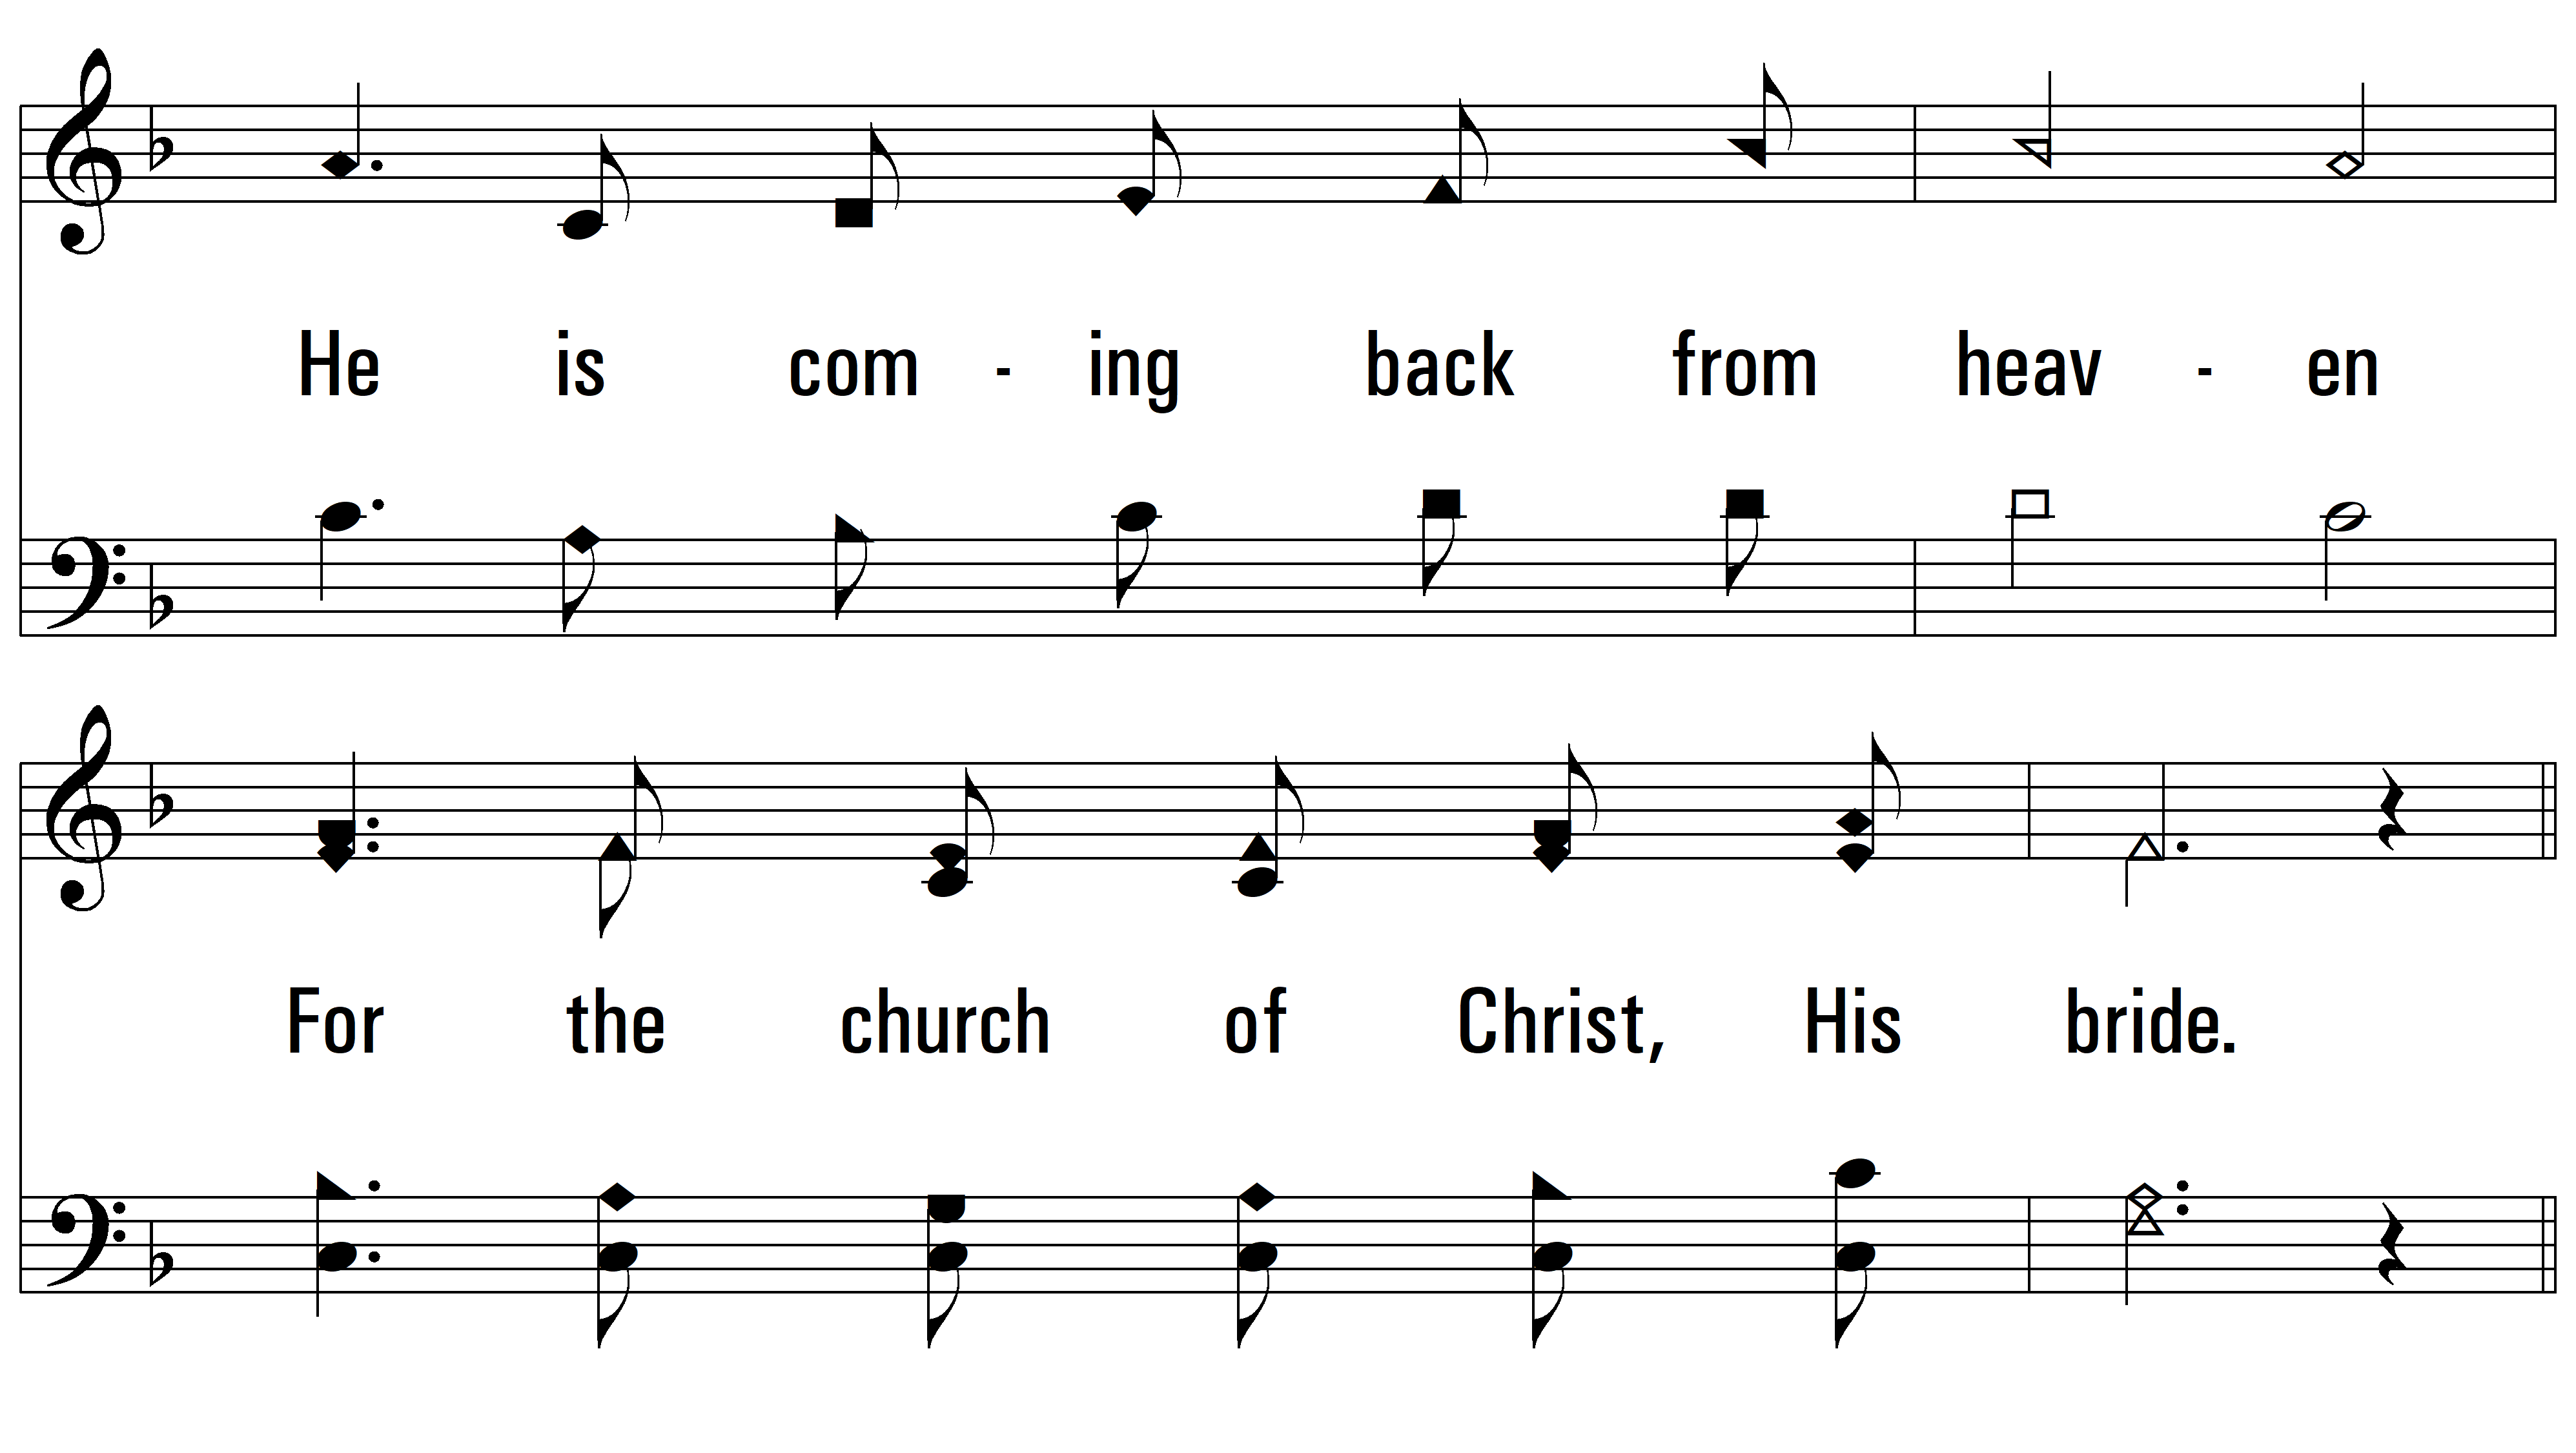 He is com - ing back from heav - en
For the church of Christ, His bride.